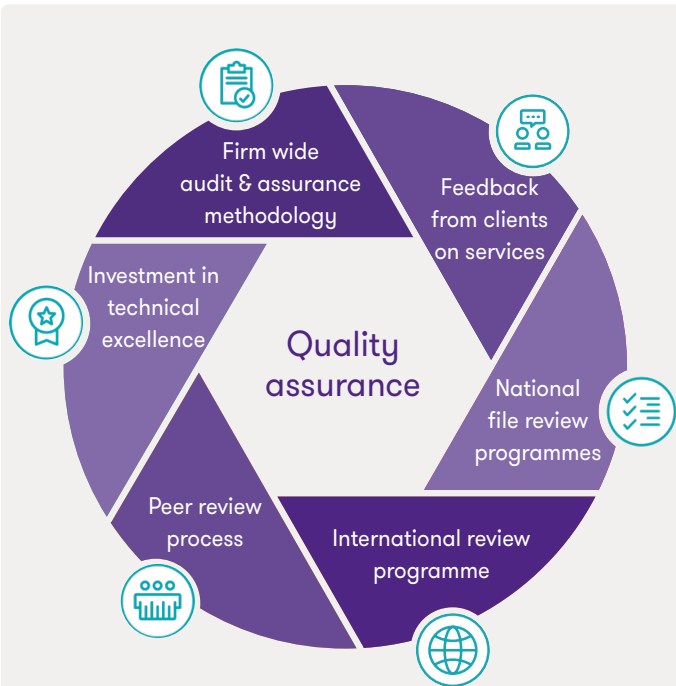 Firm wide
audit & assurance
methodology
Feedback
from clients
on services
National
file review
programmes
International review
programme
Peer review
process
Investment in
technical
excellence
Quality
assurance